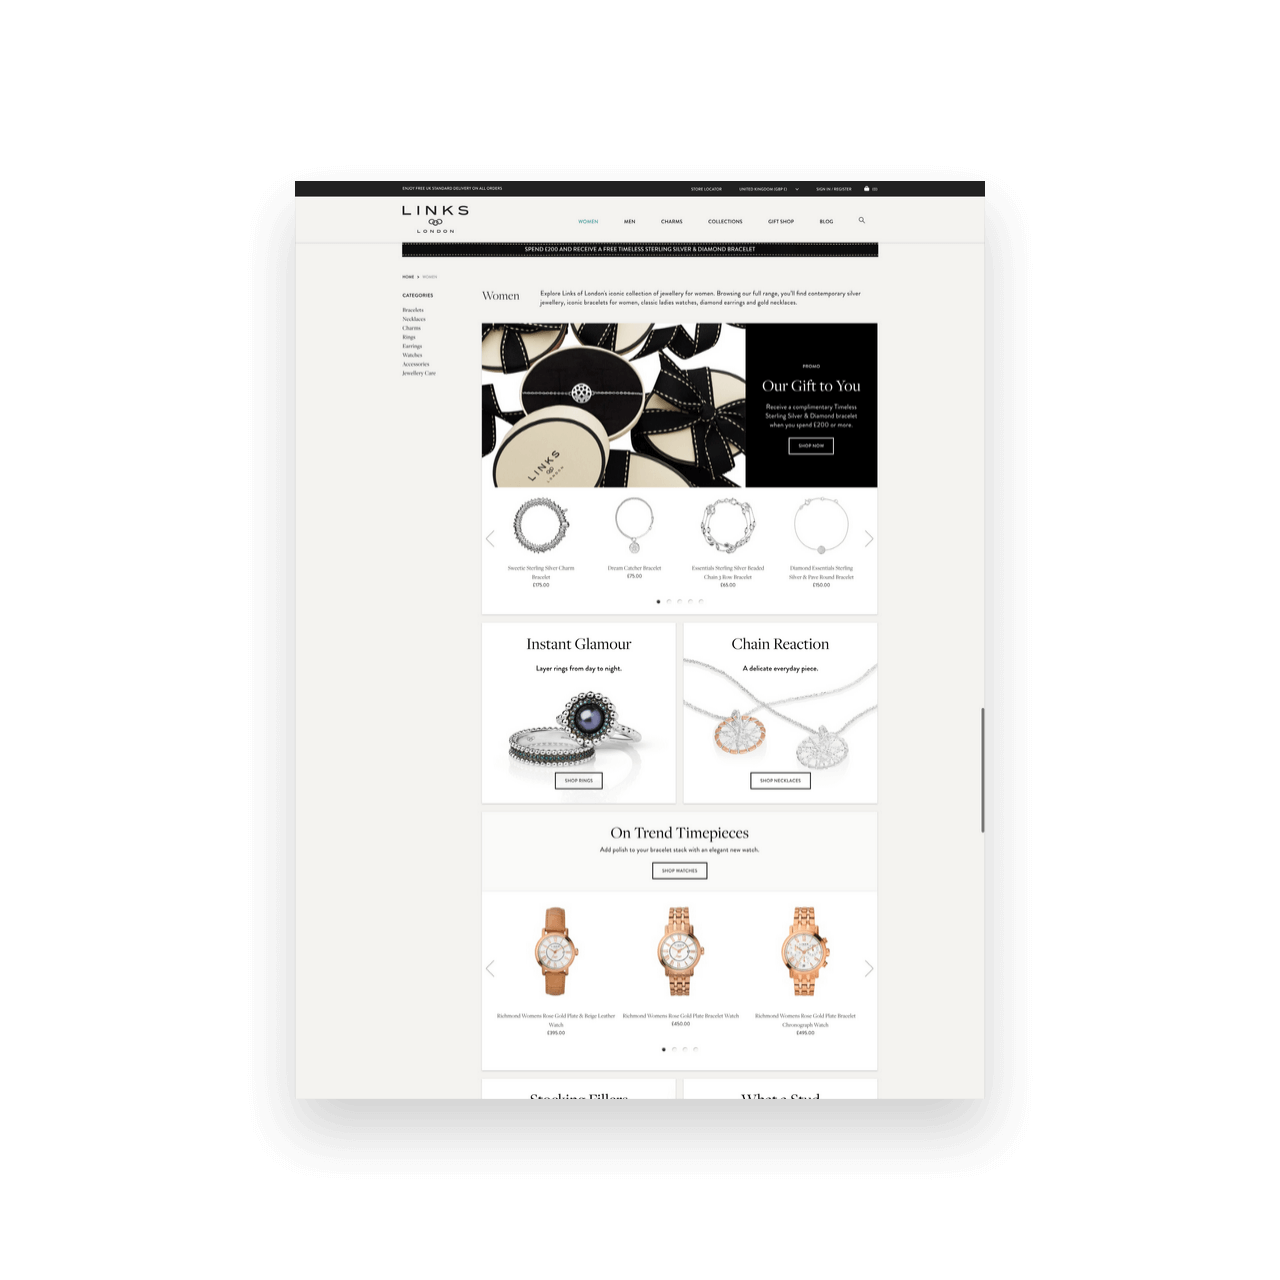 ENJOY FREE UK STANDARD DELIVERY ON ALL ORDERS
STORE LOCATOR
UNITED KINGDOM (GBP £)
SIGN IN / REGISTER
(0)
LINKS
LONDON
WOMEN
MEN
CHARMS
COLLECTIONS
GIFT SHOP
BLOG
SPEND £200 AND RECEIVE A FREE TIMELESS STERLING SILVER & DIAMOND BRACELET
HOME > WOMEN
CATEGORIES
Bracelets
Necklaces
Charms
Rings
Earrings
Watches
Accessories
Jewellery Care
Women
Explore Links of London's iconic collection of jewellery for women. Browsing our full range, you'll find contemporary silver
jewellery, iconic bracelets for women, classic ladies watches, diamond earrings and gold necklaces.
LINKS
LONDON
PROMO
Our Gift to You
Receive a complimentary Timeless
Sterling Silver & Diamond bracelet
when you spend £200 or more.
SHOP NOW
Sweetie Sterling Silver Charm
Bracelet
£175.00
Dream Catcher Bracelet
£75.00
Essentials Sterling Silver Beaded
Chain 3 Row Bracelet
£65.00
Diamond Essentials Sterling
Silver & Pave Round Bracelet
£150.00
Instant Glamour
Layer rings from day to night.
SHOP RINGS
Chain Reaction
A delicate everyday piece.
SHOP NECKLACES
On Trend Timepieces
Add polish to your bracelet stack with an elegant new watch.
SHOP WATCHES
Richmond Womens Rose Gold Plate & Beige Leather
Watch
£395.00
Richmond Womens Rose Gold Plate Bracelet Watch
£450.00
Richmond Womens Rose Gold Plate Bracelet
Chronograph Watch
£495.00
Stocking Fillers
What a Stud